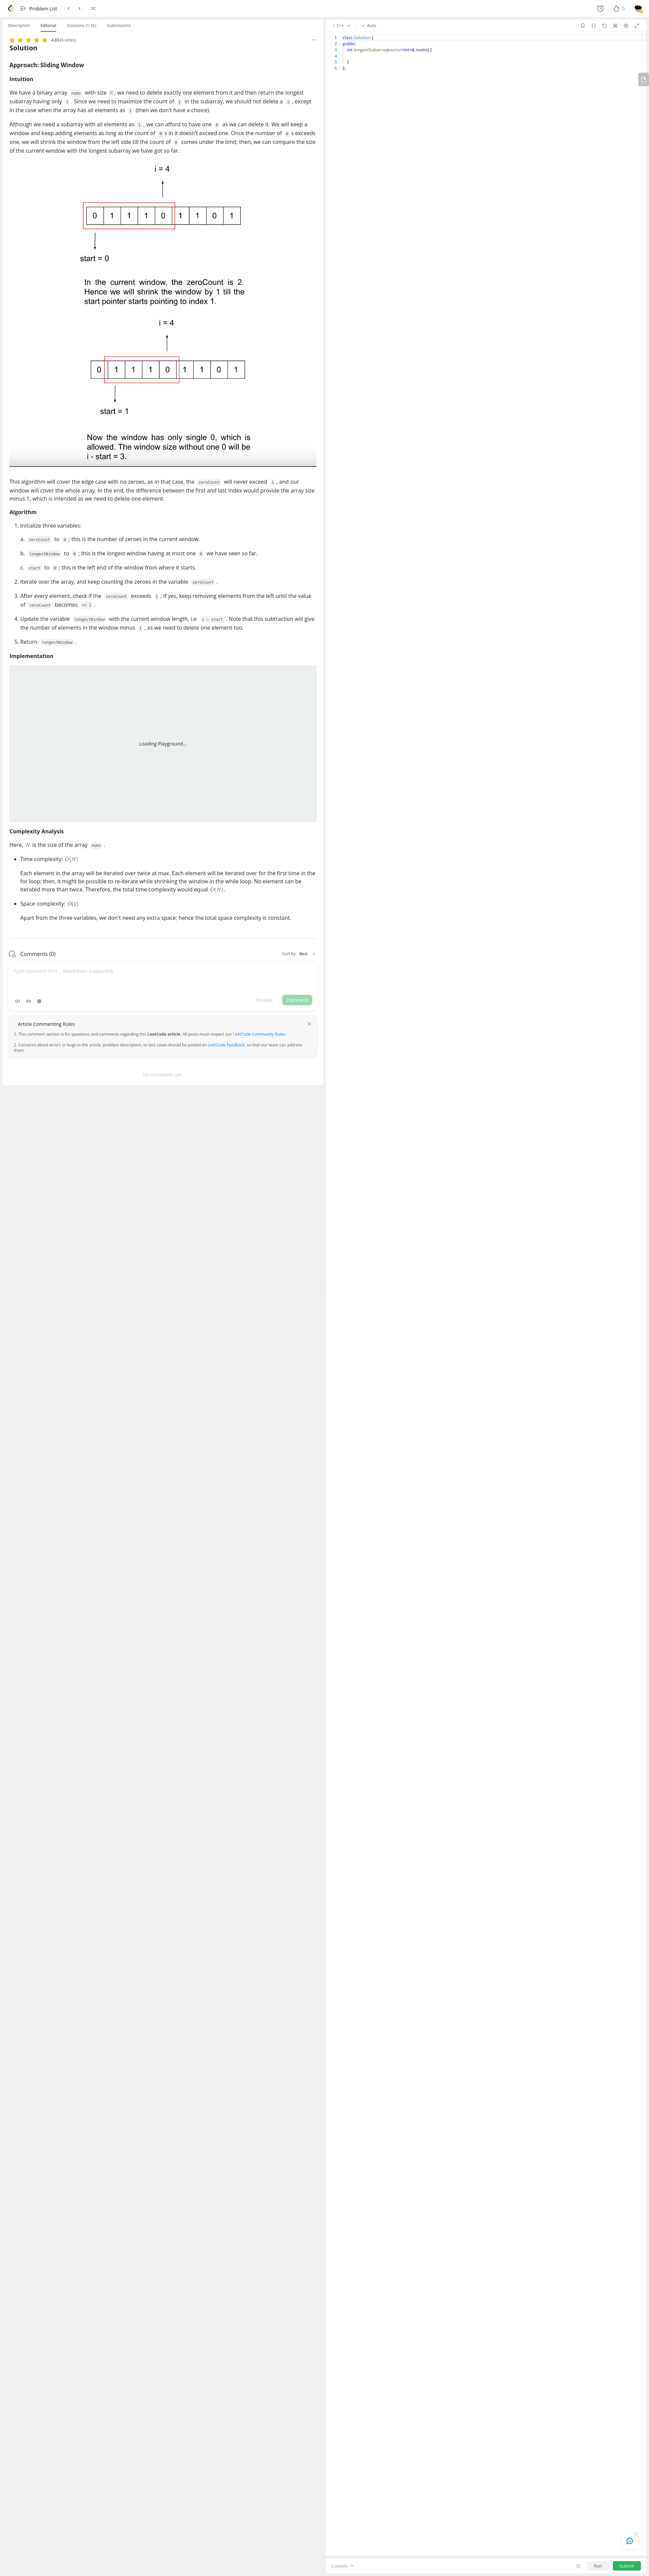 Problem List
0
Description Editorial Solutions (1.1K) Submissions
4.83 (6 votes)
Solution
Approach: Sliding Window
Intuition
We have a binary array nums with size N; we need to delete exactly one element from it and then return the longest
subarray having only 1 . Since we need to maximize the count of 1 in the subarray, we should not delete a 1 , except
in the case when the array has all elements as 1 (then we don't have a choice).
Although we need a subarray with all elements as 1 , we can afford to have one 0 as we can delete it. We will keep a
window and keep adding elements as long as the count of 0 s in it doesn't exceed one. Once the number of 0 s exceeds
one, we will shrink the window from the left side till the count of 0 comes under the limit; then, we can compare the size
of the current window with the longest subarray we have got so far.
i = 4
0 1 1 1 0 1 1 0 1
start = 0
In the current window, the zeroCount is 2.
Hence we will shrink the window by 1 till the
start pointer starts pointing to index 1.
i = 4
0 1 1 1 0 1 1 0 1
start = 1
Now the window has only single 0, which is
allowed. The window size without one 0 will be
i - start = 3.
This algorithm will cover the edge case with no zeroes, as in that case, the zeroCount will never exceed 1 , and our
window will cover the whole array. In the end, the difference between the first and last index would provide the array size
minus 1, which is intended as we need to delete one element.
Algorithm
1. Initialize three variables:
a. zeroCount to 0 ; this is the number of zeroes in the current window.
b. longestWindow to 0 ; this is the longest window having at most one 0 we have seen so far.
c. start to 0 ; this is the left end of the window from where it starts.
2. Iterate over the array, and keep counting the zeroes in the variable zeroCount .
3. After every element, check if the zeroCount exceeds 1 ; if yes, keep removing elements from the left until the value
of zeroCount becomes <= 1 .
4. Update the variable longestWindow with the current window length, i.e. i - start . Note that this subtraction will give
the number of elements in the window minus 1 , as we need to delete one element too.
5. Return longestWindow .
Implementation
Loading Playground...
Complexity Analysis
Here, N is the size of the array nums .
• Time complexity: O(N)
Each element in the array will be iterated over twice at max. Each element will be iterated over for the first time in the
for loop; then, it might be possible to re-iterate while shrinking the window in the while loop. No element can be
iterated more than twice. Therefore, the total time complexity would equal O(N).
• Space complexity: O(1)
Apart from the three variables, we don't need any extra space; hence the total space complexity is constant.
Comments (0)
Sort by: Best
Type comment here... (Markdown supported)
Preview Comment
Article Commenting Rules
1. This comment section is for questions and comments regarding this LeetCode article. All posts must respect our LeetCode Community Rules.
2. Concerns about errors or bugs in the article, problem description, or test cases should be posted on LeetCode Feedback, so that our team can address
them.
No comments yet.
C++ Auto
1 class Solution {
2 public:
3 int longestSubarray(vector<int>& nums) {
4
5 }
6 };
Console Run Submit